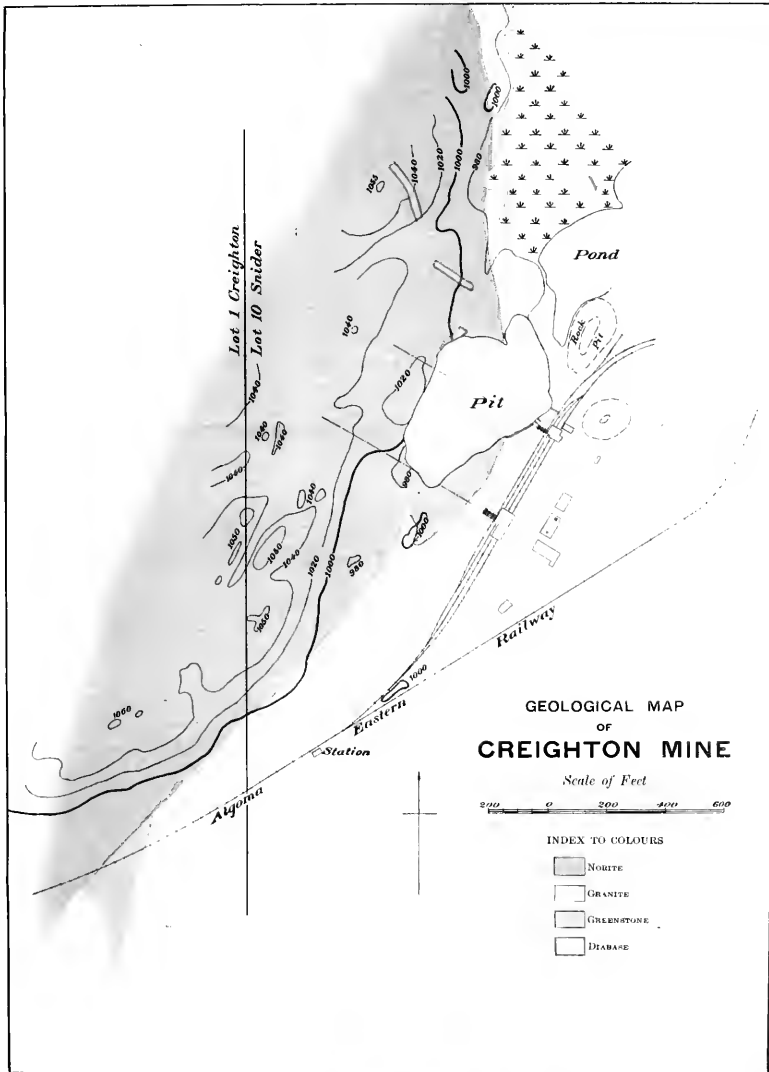 1000
1000
1020
1000
980
1040
1055
Pond
Lot 1 Creighton
Lot 10 Snider
1040
Rock
Pit
1020
Pit
1040
1040
1040
1040
980
1040
1000
1050
1050
1040
1020
1000
980
1050
Railway
1000
1060
Eastern
Station
Algoma
GEOLOGICAL MAP
OF
CREIGHTON MINE
Scale of Feet
200 0 200 400 600
INDEX TO COLOURS
NORITE
GRANITE
GREENSTONE
DIABASE